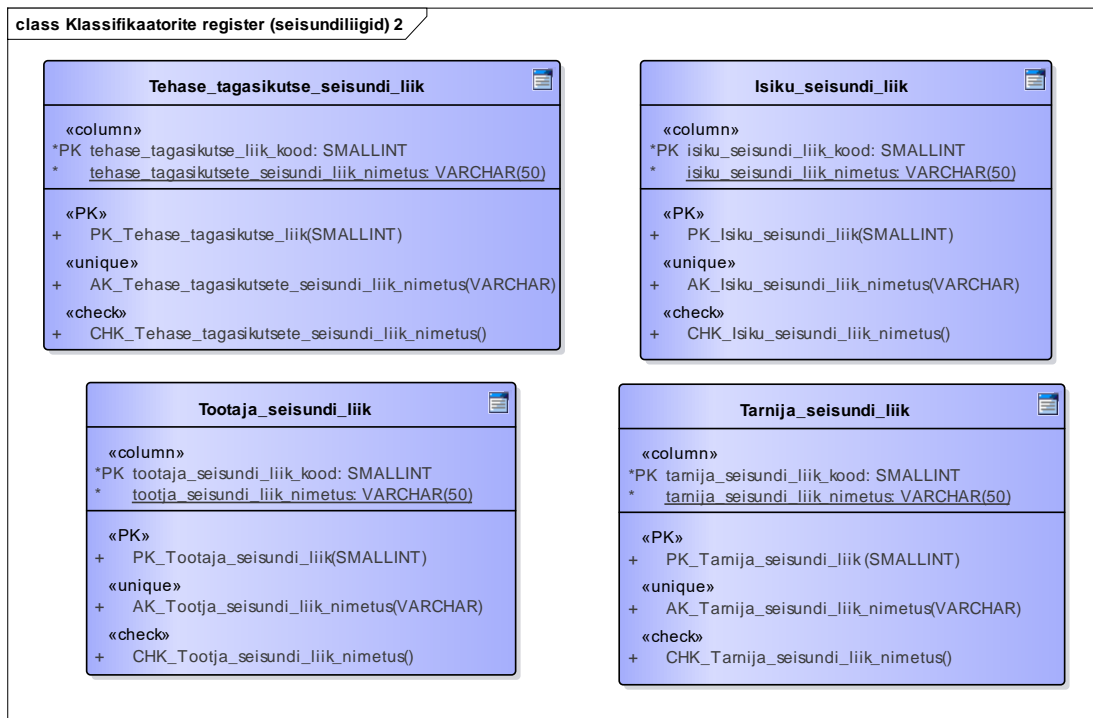 class Klassifikaatorite register (seisundiliigid) 2
Tehase_tagasikutse_seisundi_liik
«column»
*PK tehase_tagasikutse_liik_kood: SMALLINT
* tehase_tagasikutsete_seisundi_liik_nimetus: VARCHAR(50)
«PK»
+ PK_Tehase_tagasikutse_liik(SMALLINT)
«unique»
+ AK_Tehase_tagasikutsete_seisundi_liik_nimetus(VARCHAR)
«check»
+ CHK_Tehase_tagasikutsete_seisundi_liik_nimetus()
Isiku_seisundi_liik
«column»
*PK isiku_seisundi_liik_kood: SMALLINT
* isiku_seisundi_liik_nimetus: VARCHAR(50)
«PK»
+ PK_Isiku_seisundi_liik(SMALLINT)
«unique»
+ AK_Isiku_seisundi_liik_nimetus(VARCHAR)
«check»
+ CHK_Isiku_seisundi_liik_nimetus()
Tootaja_seisundi_liik
«column»
*PK tootaja_seisundi_liik_kood: SMALLINT
* tootja_seisundi_liik_nimetus: VARCHAR(50)
«PK»
+ PK_Tootaja_seisundi_liik(SMALLINT)
«unique»
+ AK_Tootja_seisundi_liik_nimetus(VARCHAR)
«check»
+ CHK_Tootja_seisundi_liik_nimetus()
Tarnija_seisundi_liik
«column»
*PK tarnija_seisundi_liik_kood: SMALLINT
* tarnija_seisundi_liik_nimetus: VARCHAR(50)
«PK»
+ PK_Tarnija_seisundi_liik (SMALLINT)
«unique»
+ AK_Tarnija_seisundi_liik_nimetus(VARCHAR)
«check»
+ CHK_Tarnija_seisundi_liik_nimetus()